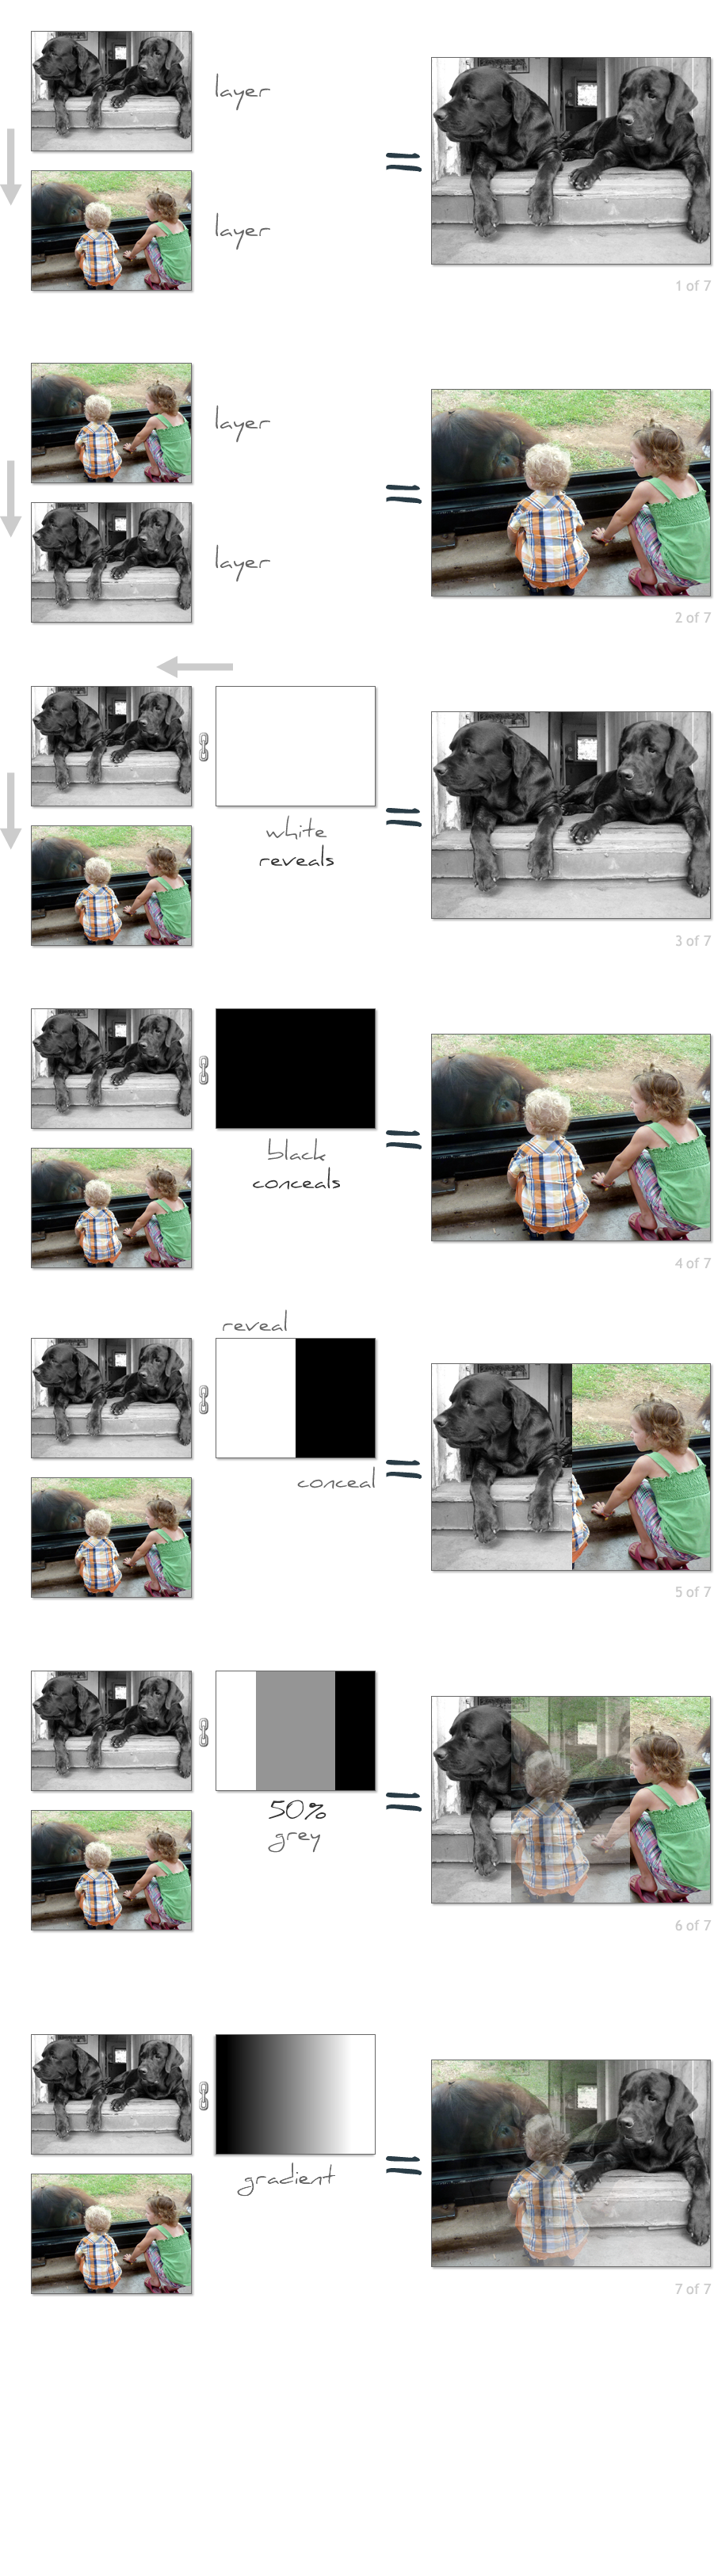 layer
layer
1 of 7
layer
layer
2 of 7
white
reveals
3 of 7
black
conceals
4 of 7
reveal
conceal
5 of 7
50%
grey
6 of 7
gradient
7 of 7